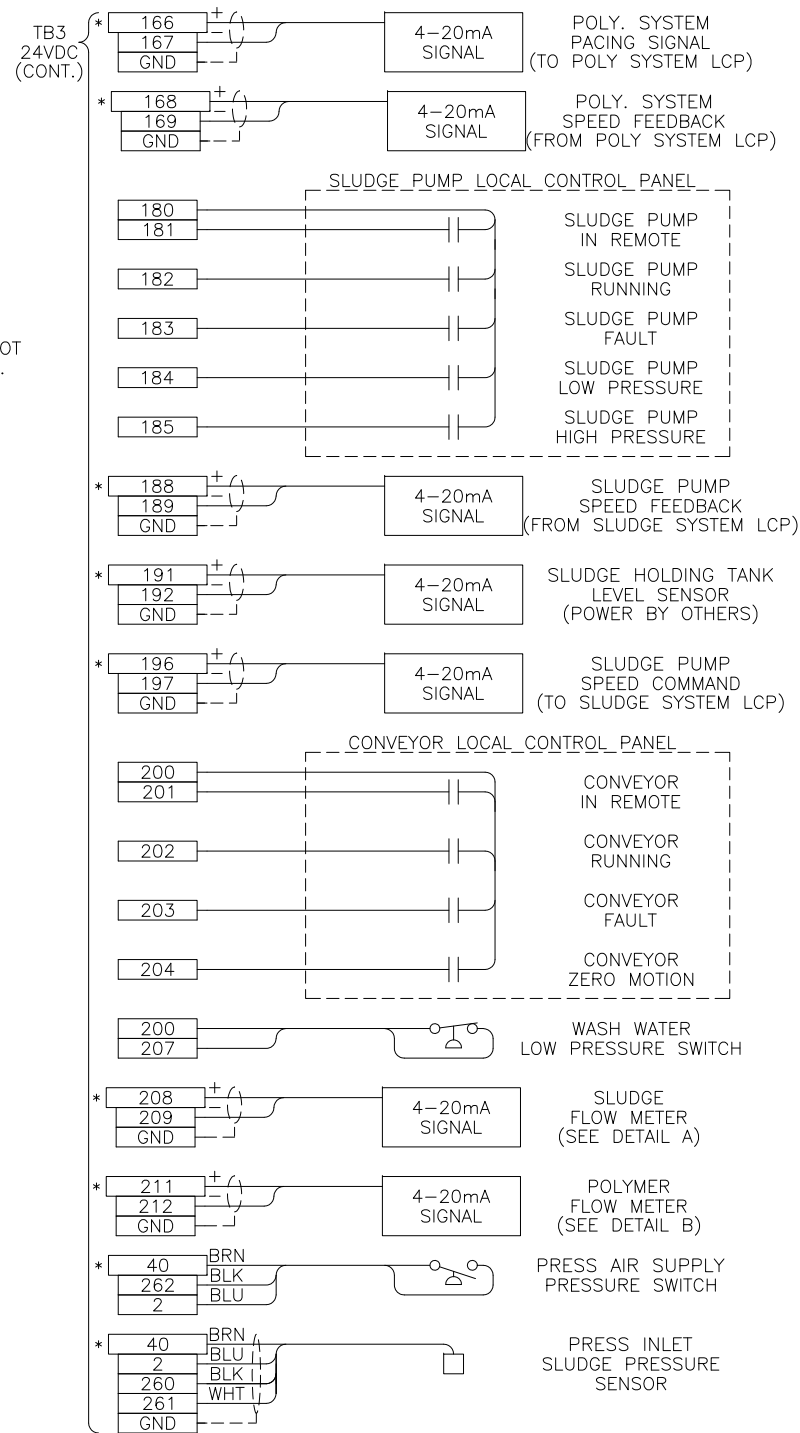 TB3
24VDC
(CONT.)
* 166 +
167 −
GND
4−20mA
SIGNAL
POLY. SYSTEM
PACING SIGNAL
(TO POLY SYSTEM LCP)
* 168 +
169 −
GND
4−20mA
SIGNAL
POLY. SYSTEM
SPEED FEEDBACK
(FROM POLY SYSTEM LCP)
SLUDGE PUMP LOCAL CONTROL PANEL
180
181
SLUDGE PUMP
IN REMOTE
182
SLUDGE PUMP
RUNNING
183
SLUDGE PUMP
FAULT
OT
.
184
SLUDGE PUMP
LOW PRESSURE
185
SLUDGE PUMP
HIGH PRESSURE
* 188 +
189 −
GND
4−20mA
SIGNAL
SLUDGE PUMP
SPEED FEEDBACK
(FROM SLUDGE SYSTEM LCP)
* 191 +
192 −
GND
4−20mA
SIGNAL
SLUDGE HOLDING TANK
LEVEL SENSOR
(POWER BY OTHERS)
* 196 +
197 −
GND
4−20mA
SIGNAL
SLUDGE PUMP
SPEED COMMAND
(TO SLUDGE SYSTEM LCP)
CONVEYOR LOCAL CONTROL PANEL
200
201
CONVEYOR
IN REMOTE
202
CONVEYOR
RUNNING
203
CONVEYOR
FAULT
204
CONVEYOR
ZERO MOTION
200
207
WASH WATER
LOW PRESSURE SWITCH
* 208 +
209 −
GND
4−20mA
SIGNAL
SLUDGE
FLOW METER
(SEE DETAIL A)
* 211 +
212 −
GND
4−20mA
SIGNAL
POLYMER
FLOW METER
(SEE DETAIL B)
* 40 BRN
262 BLK
2 BLU
PRESS AIR SUPPLY
PRESSURE SWITCH
* 40 BRN
2 BLU
260 BLK
261 WHT
GND
PRESS INLET
SLUDGE PRESSURE
SENSOR